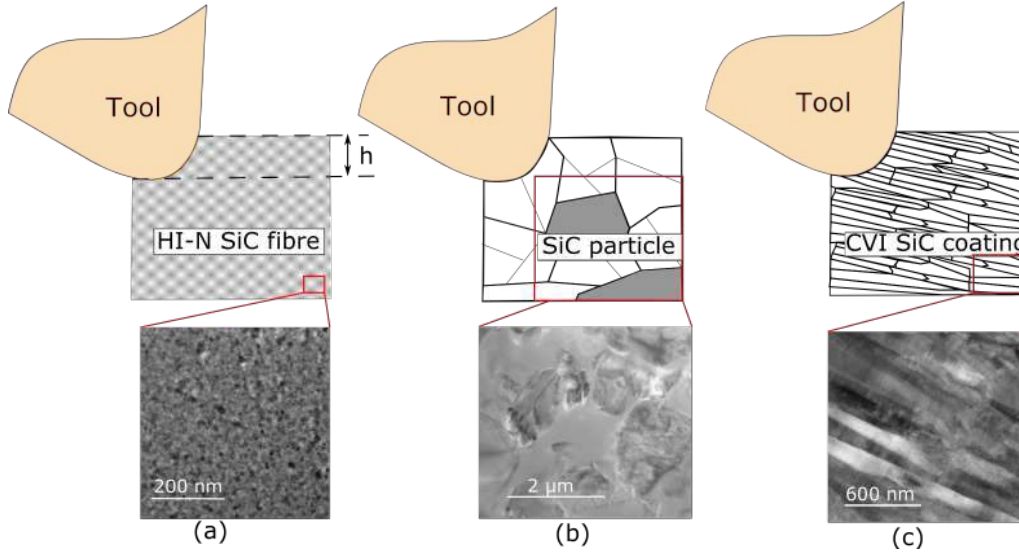 Tool
Tool
Tool
h
HI-N SiC fibre
SiC particle
CVI SiC coating
200 nm
2 µm
600 nm
(a)
(b)
(c)